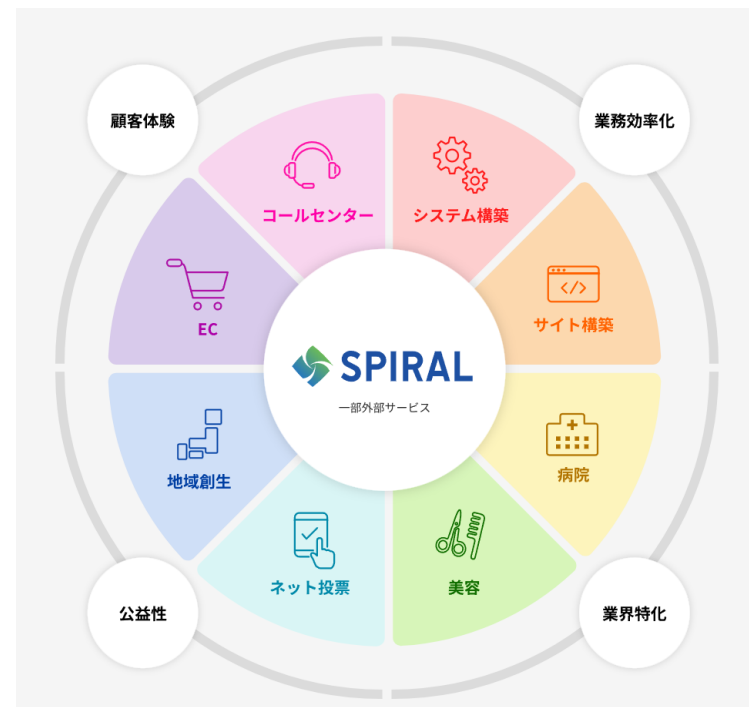 顧客体験
業務効率化
コールセンター
システム構築
EC
サイト構築
</>
SPIRAL
一部外部サービス
地域創生
病院
ネット投票
美容
公益性
業界特化